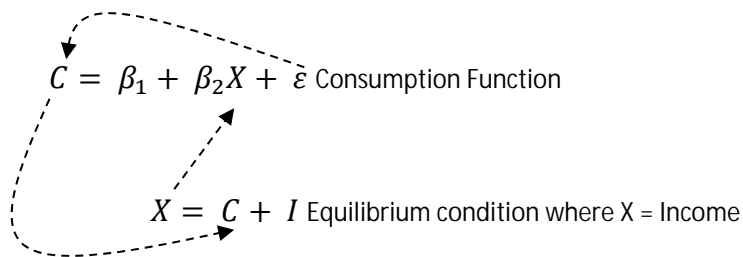 C = β₁ + β₂X + ε Consumption Function
X = C + I Equilibrium condition where X = Income